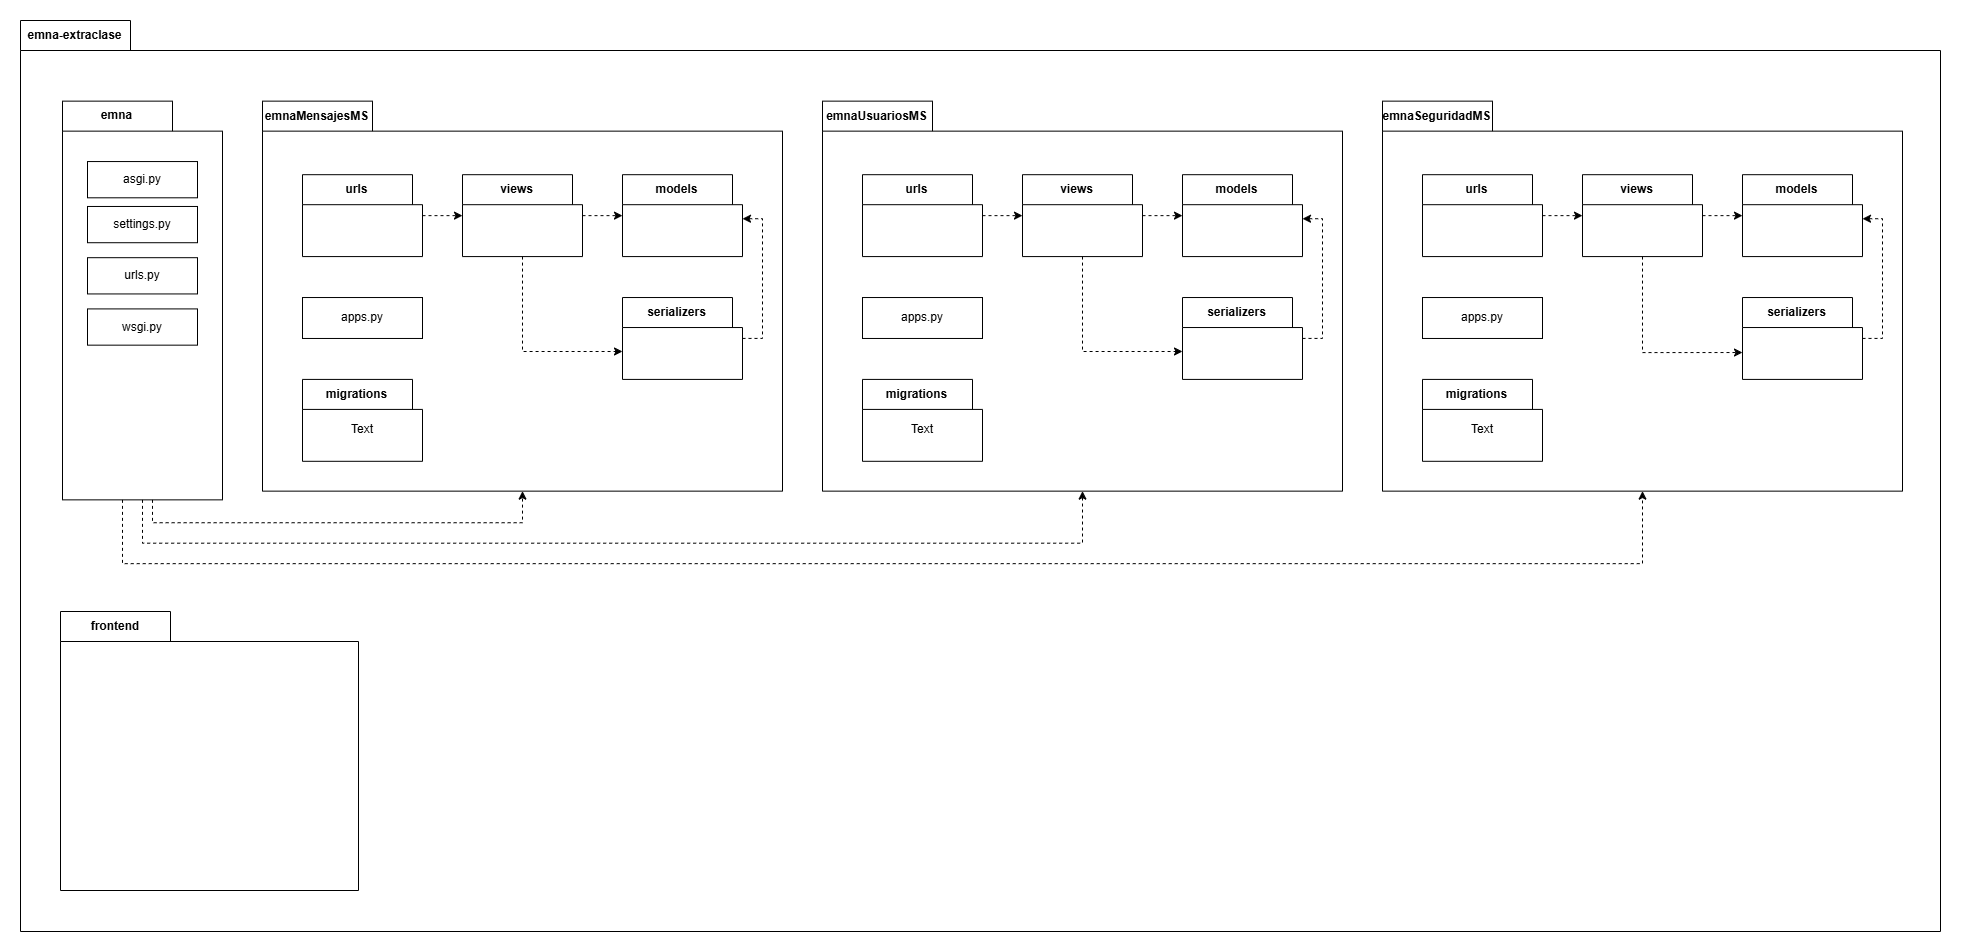 emna-extraclase
emna
asgi.py
settings.py
urls.py
wsgi.py
emnaMensajesMS
urls
views
models
apps.py
serializers
migrations
Text
emnaUsuariosMS
urls
views
models
apps.py
serializers
migrations
Text
emnaSeguridadMS
urls
views
models
apps.py
serializers
migrations
Text
frontend